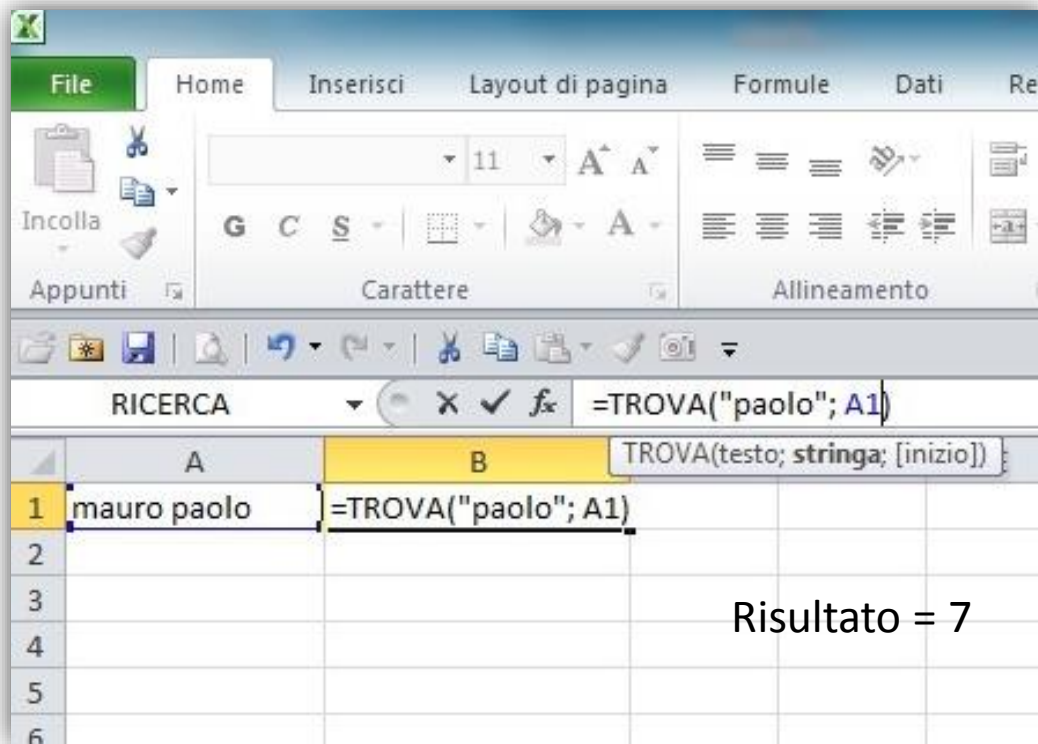 File Home Inserisci Layout di pagina Formule Dati Re
11 A A
Incolla G C S A
Appunti Carattere Allineamento
RICERCA fx =TROVA("paolo"; A1)
TROVA(testo; stringa; [inizio])
A B
1 mauro paolo =TROVA("paolo"; A1)
2
3
Risultato = 7
4
5
6